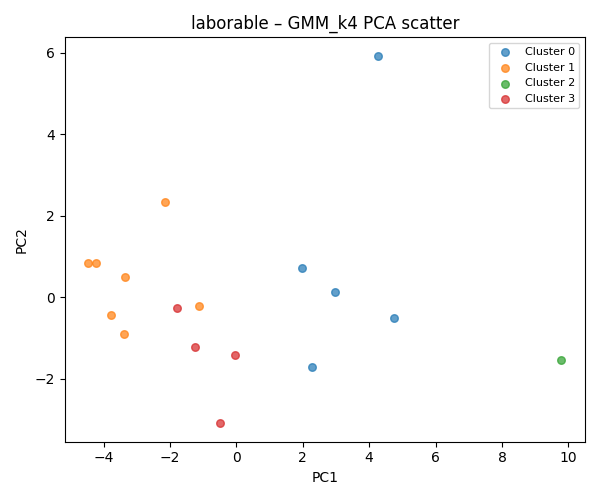 laborable – GMM_k4 PCA scatter
Cluster 0
Cluster 1
Cluster 2
Cluster 3
6
4
2
0
−2
PC2
−4
−2
0
2
4
6
8
10
PC1